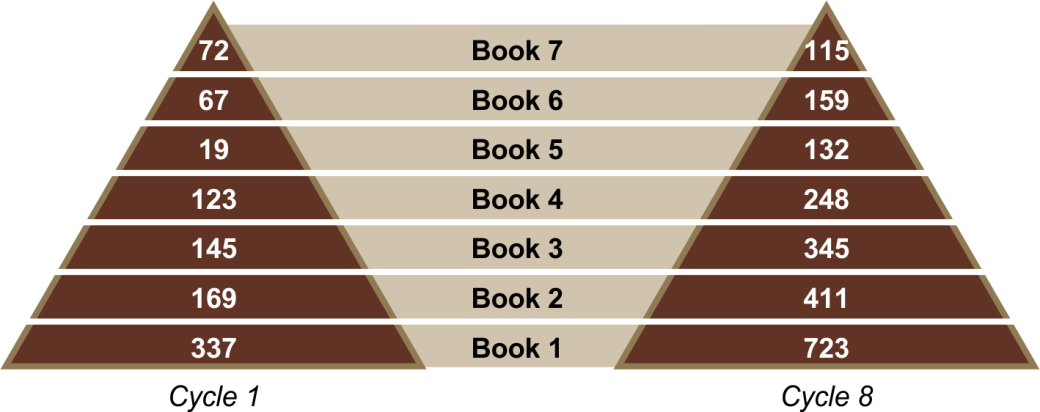 72 Book 7 115
67 Book 6 159
19 Book 5 132
123 Book 4 248
145 Book 3 345
169 Book 2 411
337 Book 1 723
Cycle 1 Cycle 8